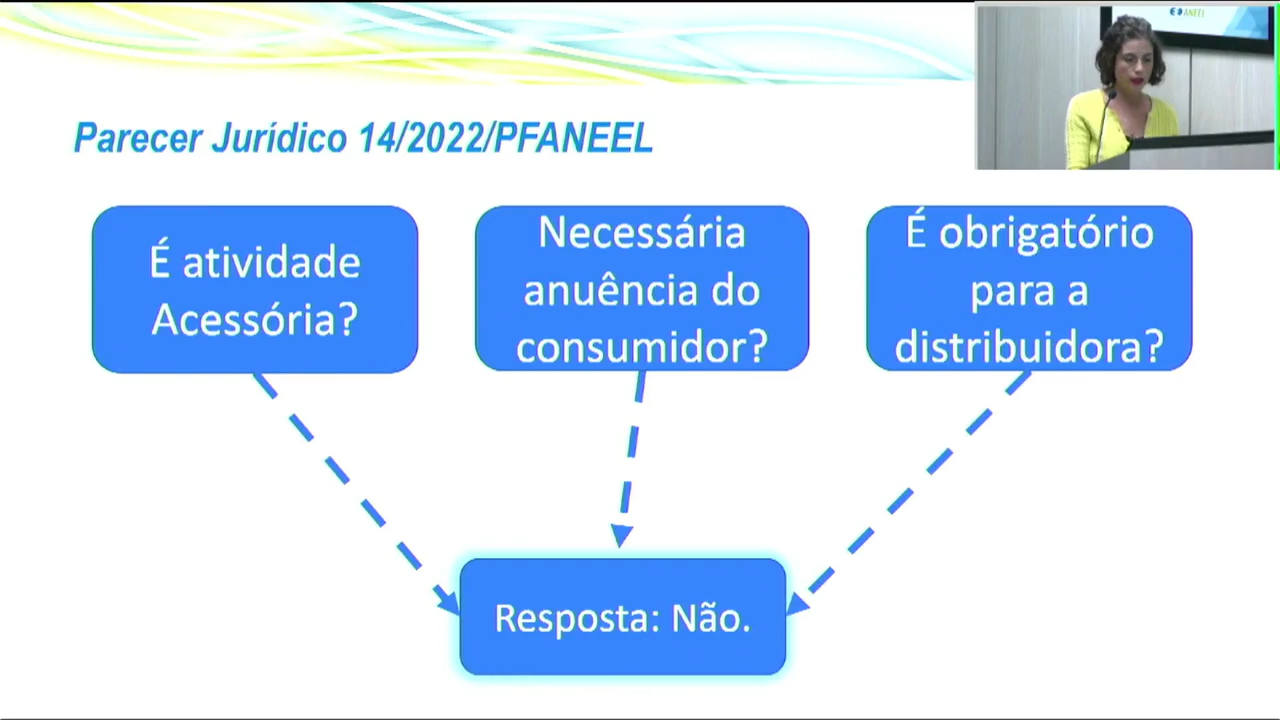 ANEEL
Parecer Jurídico 14/2022/PFANEEL
É atividade
Acessória?
Necessária
anuência do
consumidor?
É obrigatório
para a
distribuidora?
Resposta: Não.